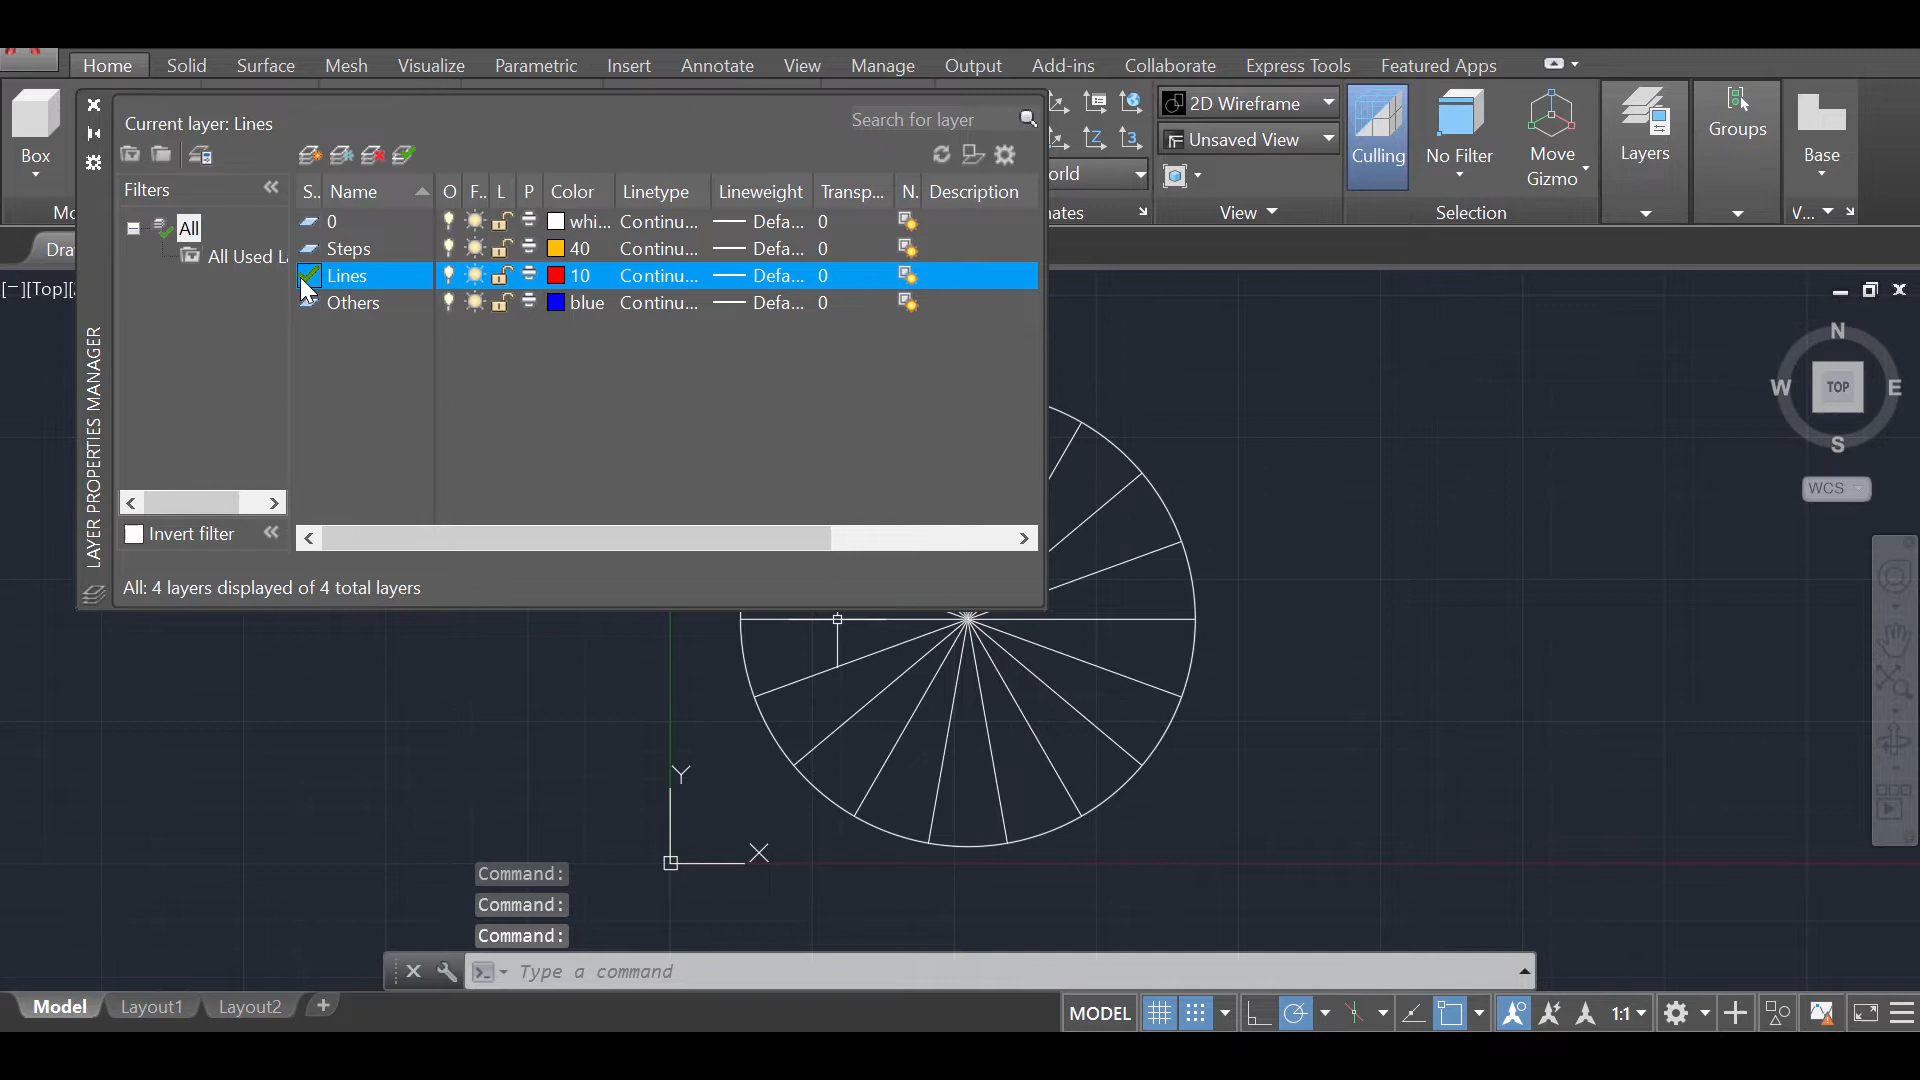 Home Solid Surface Mesh Visualize Parametric Insert Annotate View Manage Output Add-ins Collaborate Express Tools Featured Apps
Box
2D Wireframe
Unsaved View
orld
Culling
No Filter
Move
Gizmo
Layers
Groups
Base
Mo
nates
View
Selection
V...
Dra
Current layer: Lines
Search for layer
Filters
All
All Used L
Invert filter
S.. Name O F.. L P Color Linetype Lineweight Transp... N. Description
0 whi... Continu... Defa... 0
Steps 40 Continu... Defa... 0
Lines 10 Continu... Defa... 0
Others blue Continu... Defa... 0
All: 4 layers displayed of 4 total layers
LAYER PROPERTIES MANAGER
[−][Top][
N
W TOP E
S
WCS
Y
X
Command:
Command:
Command:
Type a command
Model Layout1 Layout2 +
MODEL
1:1